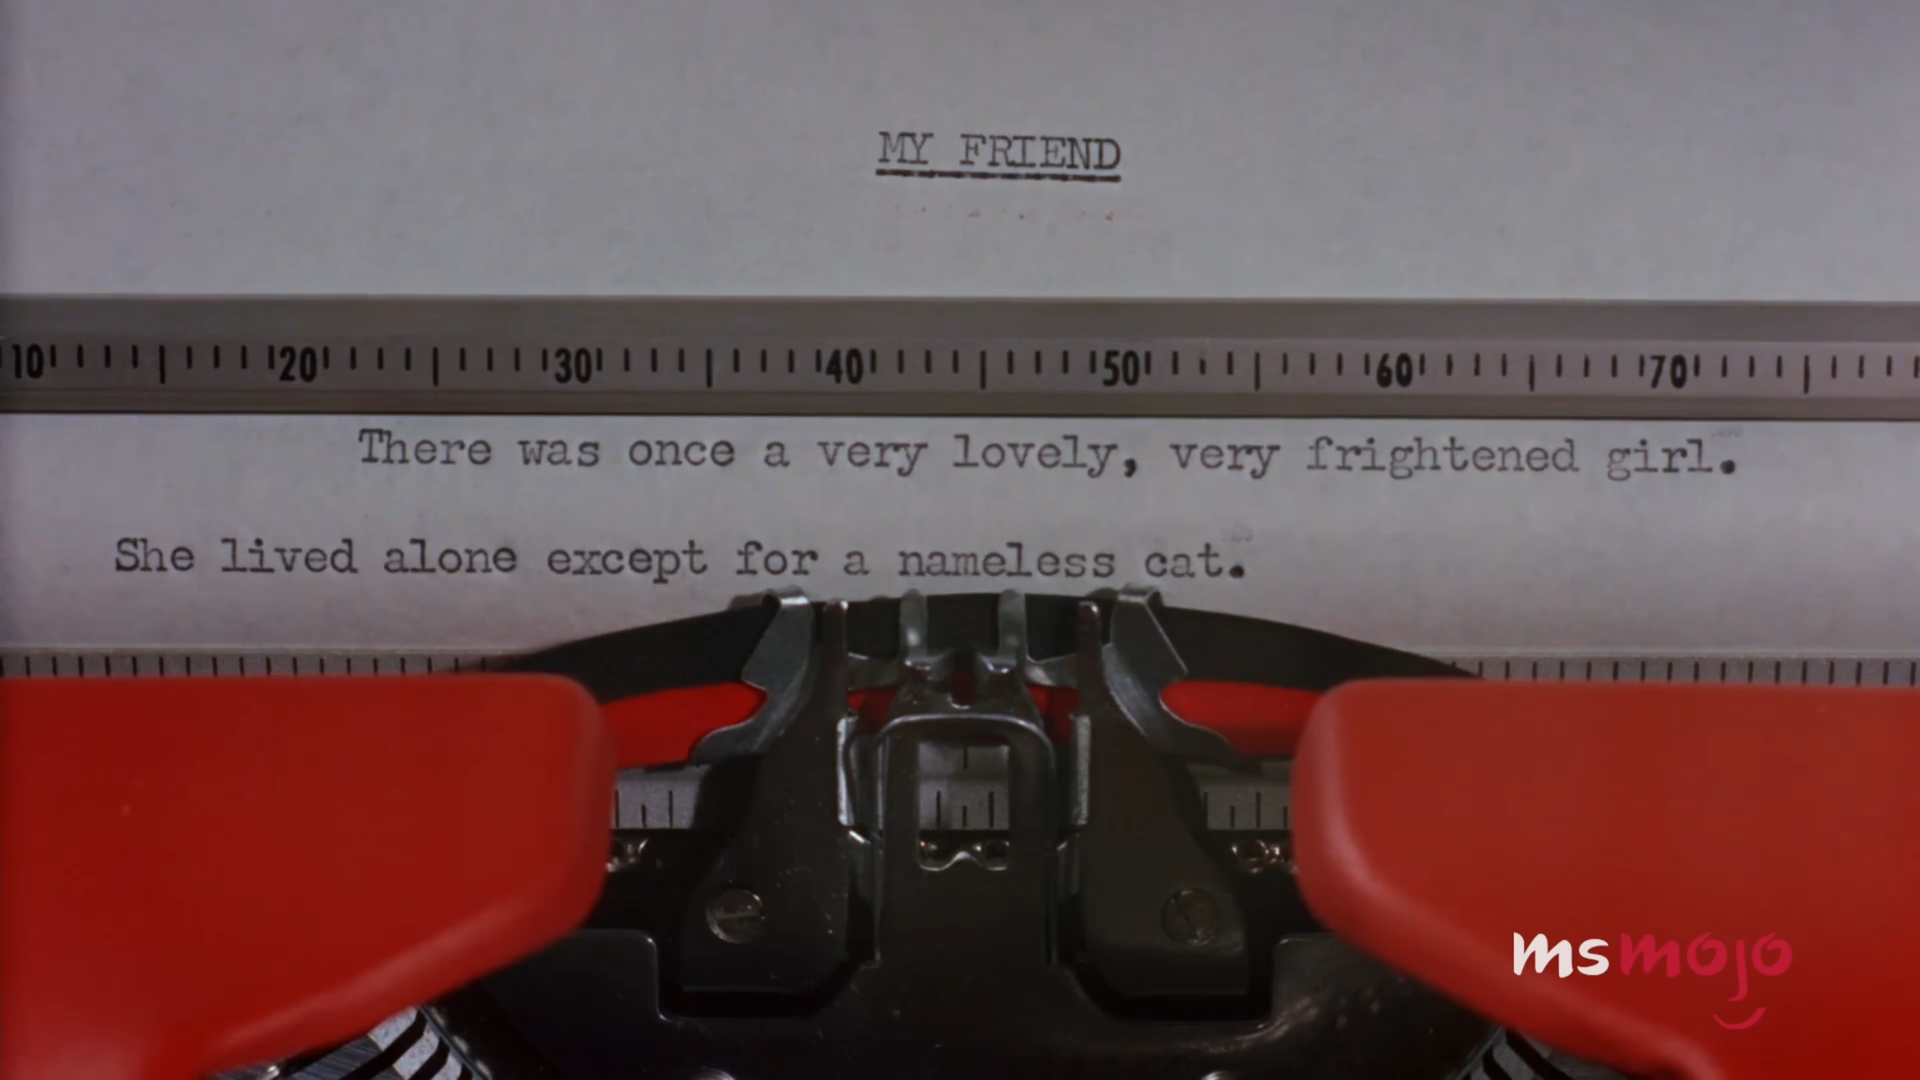 MY FRIEND
10 20 30 40 50 60 70
There was once a very lovely, very frightened girl.
She lived alone except for a nameless cat.
msmojo